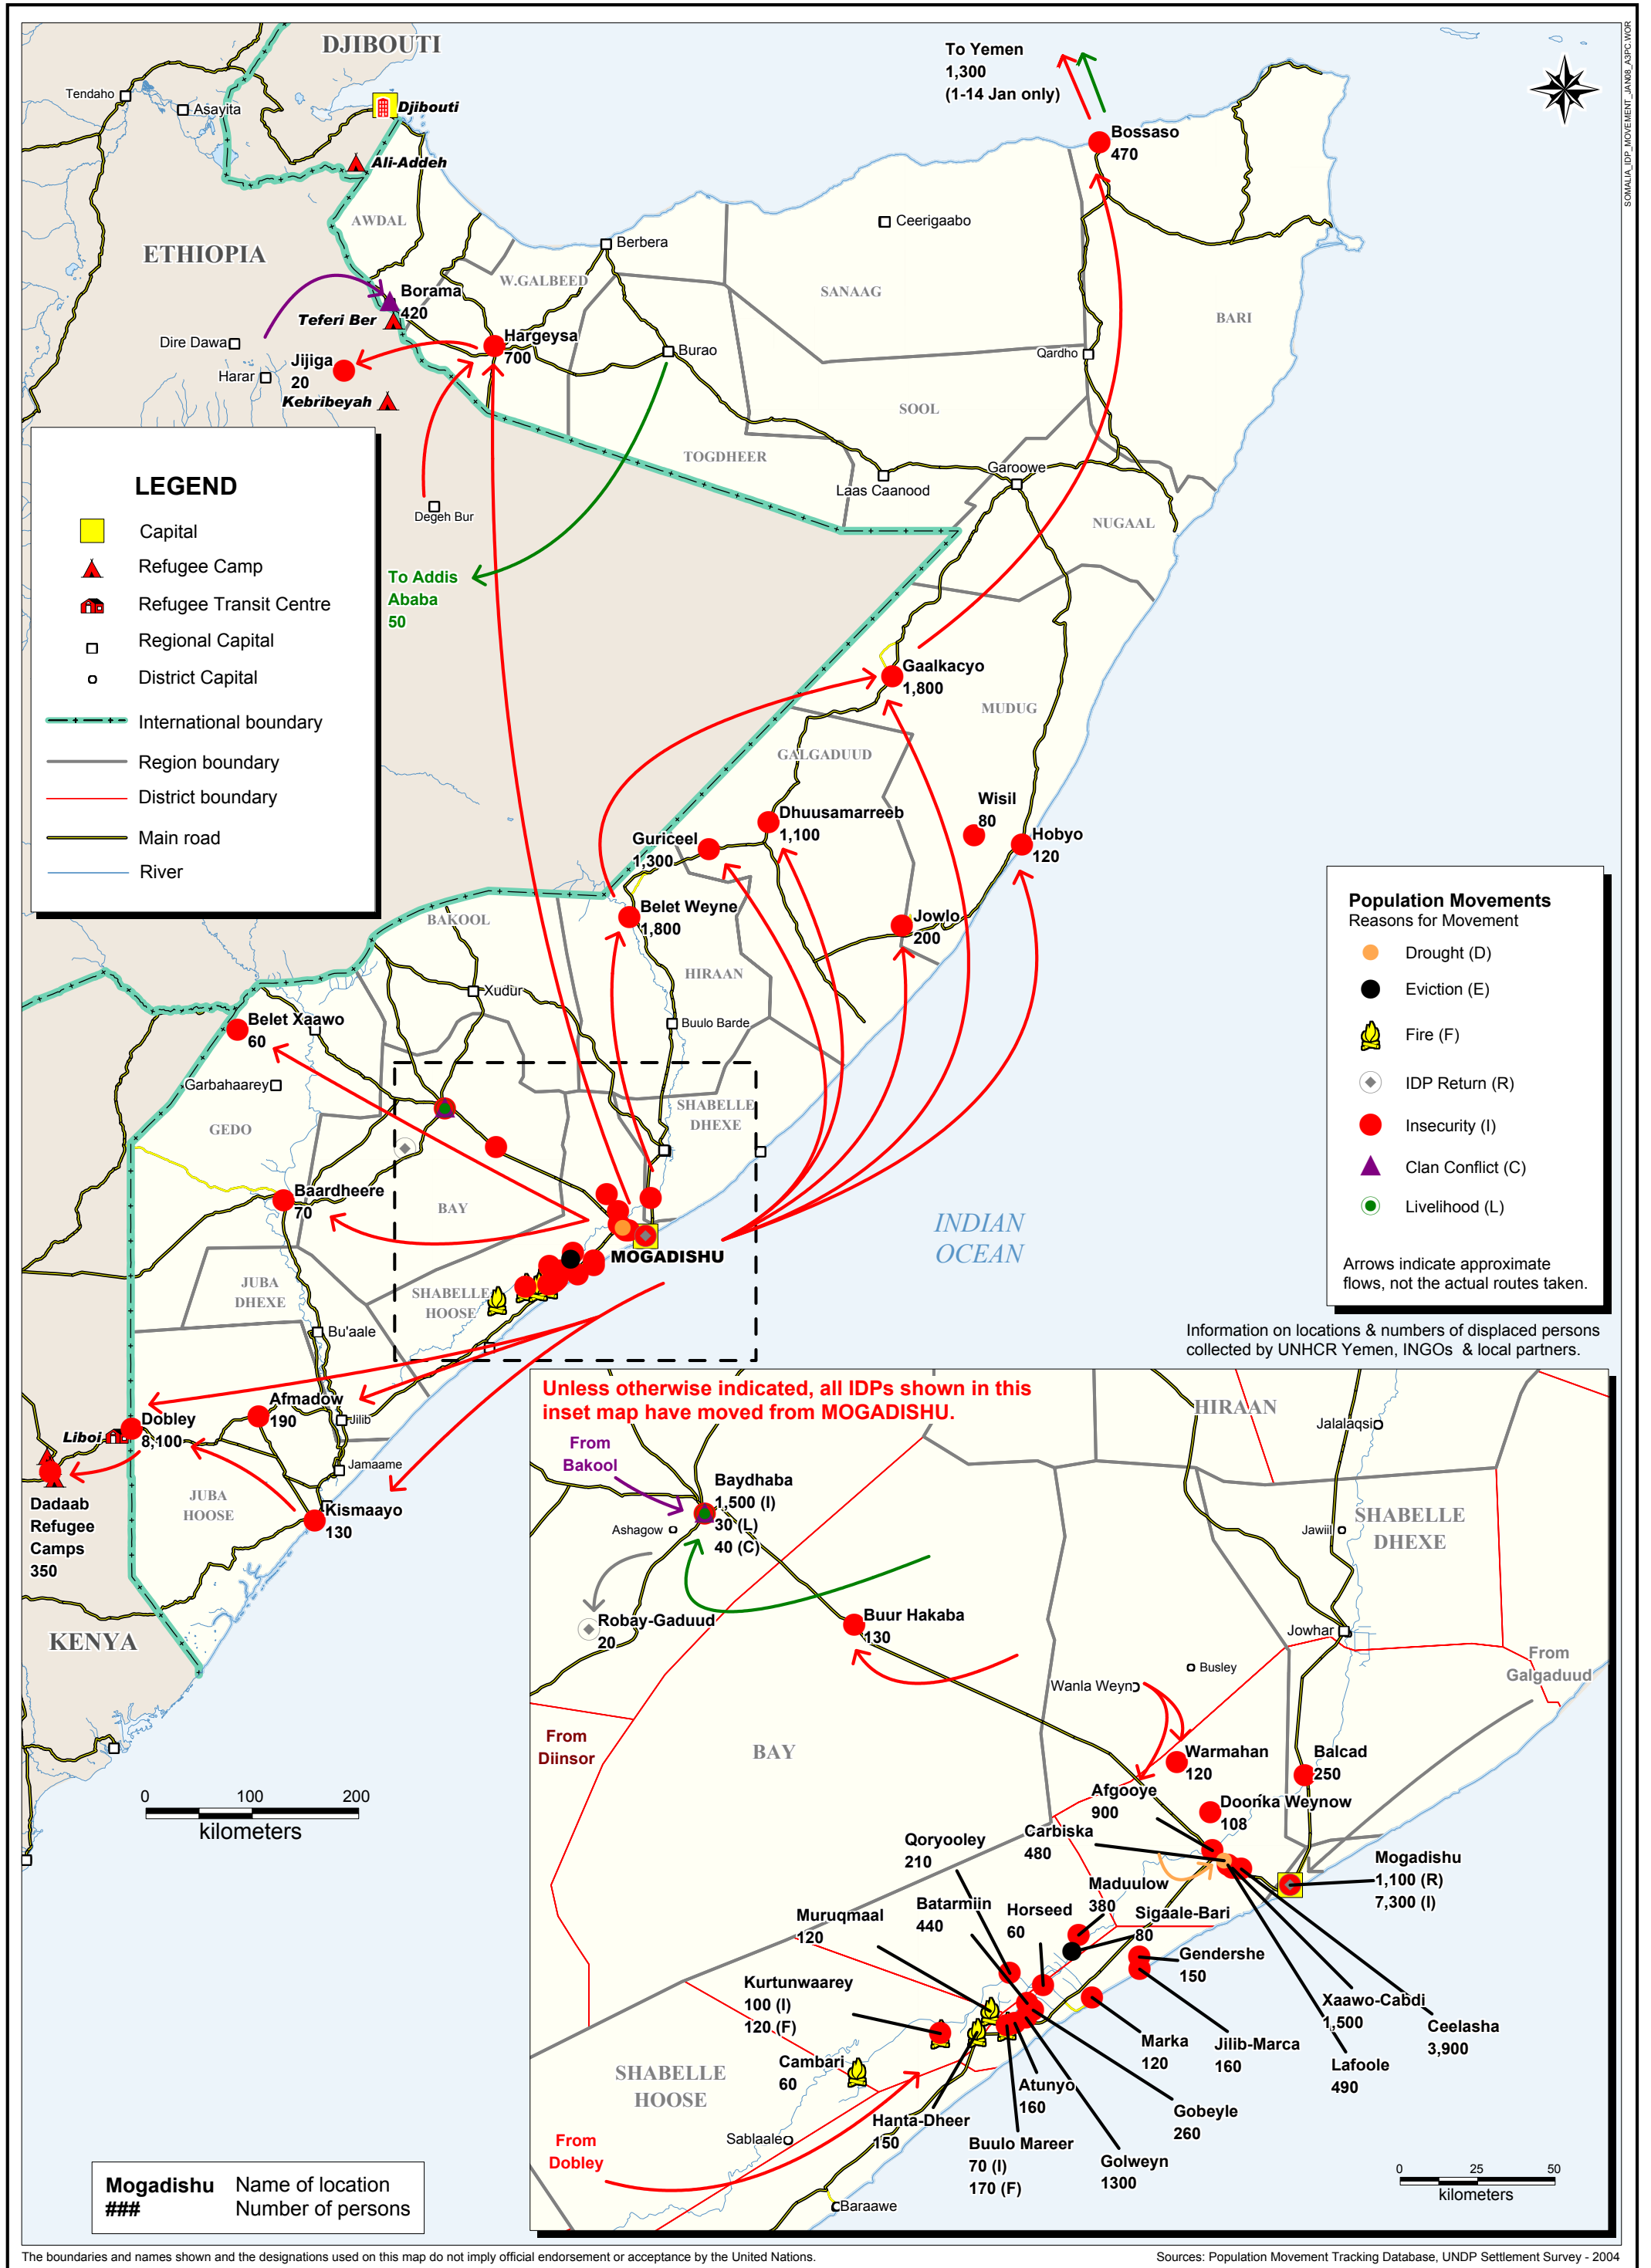 SOMALIA_IDP_MOVEMENT_JAN08_A3PC.WOR
DJIBOUTI
To Yemen
1,300
(1-14 Jan only)
Tendaho
Asayita
Djibouti
Ali-Addeh
Bossaso
470
AWDAL
Ceerigaabo
ETHIOPIA
Berbera
W.GALBEED
SANAAG
BARI
Borama
420
Teferi Ber
Dire Dawa
Hargeysa
700
Burao
Qardho
Jijiga
20
Harar
Kebribeyah
SOOL
TOGDHEER
Garoowe
Laas Caanood
NUGAAL
Degeh Bur
LEGEND
Capital
Refugee Camp
Refugee Transit Centre
Regional Capital
District Capital
International boundary
Region boundary
District boundary
Main road
River
To Addis
Ababa
50
Gaalkacyo
1,800
MUDUG
GALGADUUD
Wisil
80
Dhuusamarreeb
1,100
Hobyo
120
Guriceel
1,300
Belet Weyne
1,800
Jowlo
200
BAKOOL
HIRAAN
Xudur
Buulo Barde
Belet Xaawo
60
Garbahaarey
GEDO
SHABELLE
DHEXE
Baardheere
70
BAY
MOGADISHU
INDIAN
OCEAN
JUBA
DHEXE
SHABELLE
HOOSE
Bu'aale
Afmadow
190
Jilib
Dobley
8,100
Liboi
Jamaame
JUBA
HOOSE
Kismaayo
130
Dadaab
Refugee
Camps
350
KENYA
0 100 200
kilometers
Population Movements
Reasons for Movement
Drought (D)
Eviction (E)
Fire (F)
IDP Return (R)
Insecurity (I)
Clan Conflict (C)
Livelihood (L)
Arrows indicate approximate
flows, not the actual routes taken.
Information on locations & numbers of displaced persons
collected by UNHCR Yemen, INGOs & local partners.
Unless otherwise indicated, all IDPs shown in this
inset map have moved from MOGADISHU.
HIRAAN
Jalalaqsi
From
Bakool
Baydhaba
1,500 (I)
30 (L)
40 (C)
Ashagow
Jawiil
SHABELLE
DHEXE
Robay-Gaduud
20
Buur Hakaba
130
Jowhar
Busley
Wanla Weyn
From
Galgaduud
From
Diinsor
BAY
Warmahan
120
Balcad
250
Afgooye
900
Doonka Weynow
108
Carbiska
480
Qoryooley
210
Mogadishu
1,100 (R)
7,300 (I)
Maduulow
380
Batarmiin
440
Horseed
60
Sigaale-Bari
80
Muruqmaal
120
Gendershe
150
Kurtunwaarey
100 (I)
120 (F)
Xaawo-Cabdi
1,500
Ceelasha
3,900
Marka
120
Jilib-Marca
160
Lafoole
490
Cambari
60
SHABELLE
HOOSE
Atunyo
160
Gobeyle
260
Hanta-Dheer
150
Sablaale
From
Dobley
Buulo Mareer
70 (I)
170 (F)
Golweyn
1300
Baraawe
0 25 50
kilometers
Mogadishu Name of location
### Number of persons
The boundaries and names shown and the designations used on this map do not imply official endorsement or acceptance by the United Nations.
Sources: Population Movement Tracking Database, UNDP Settlement Survey - 2004